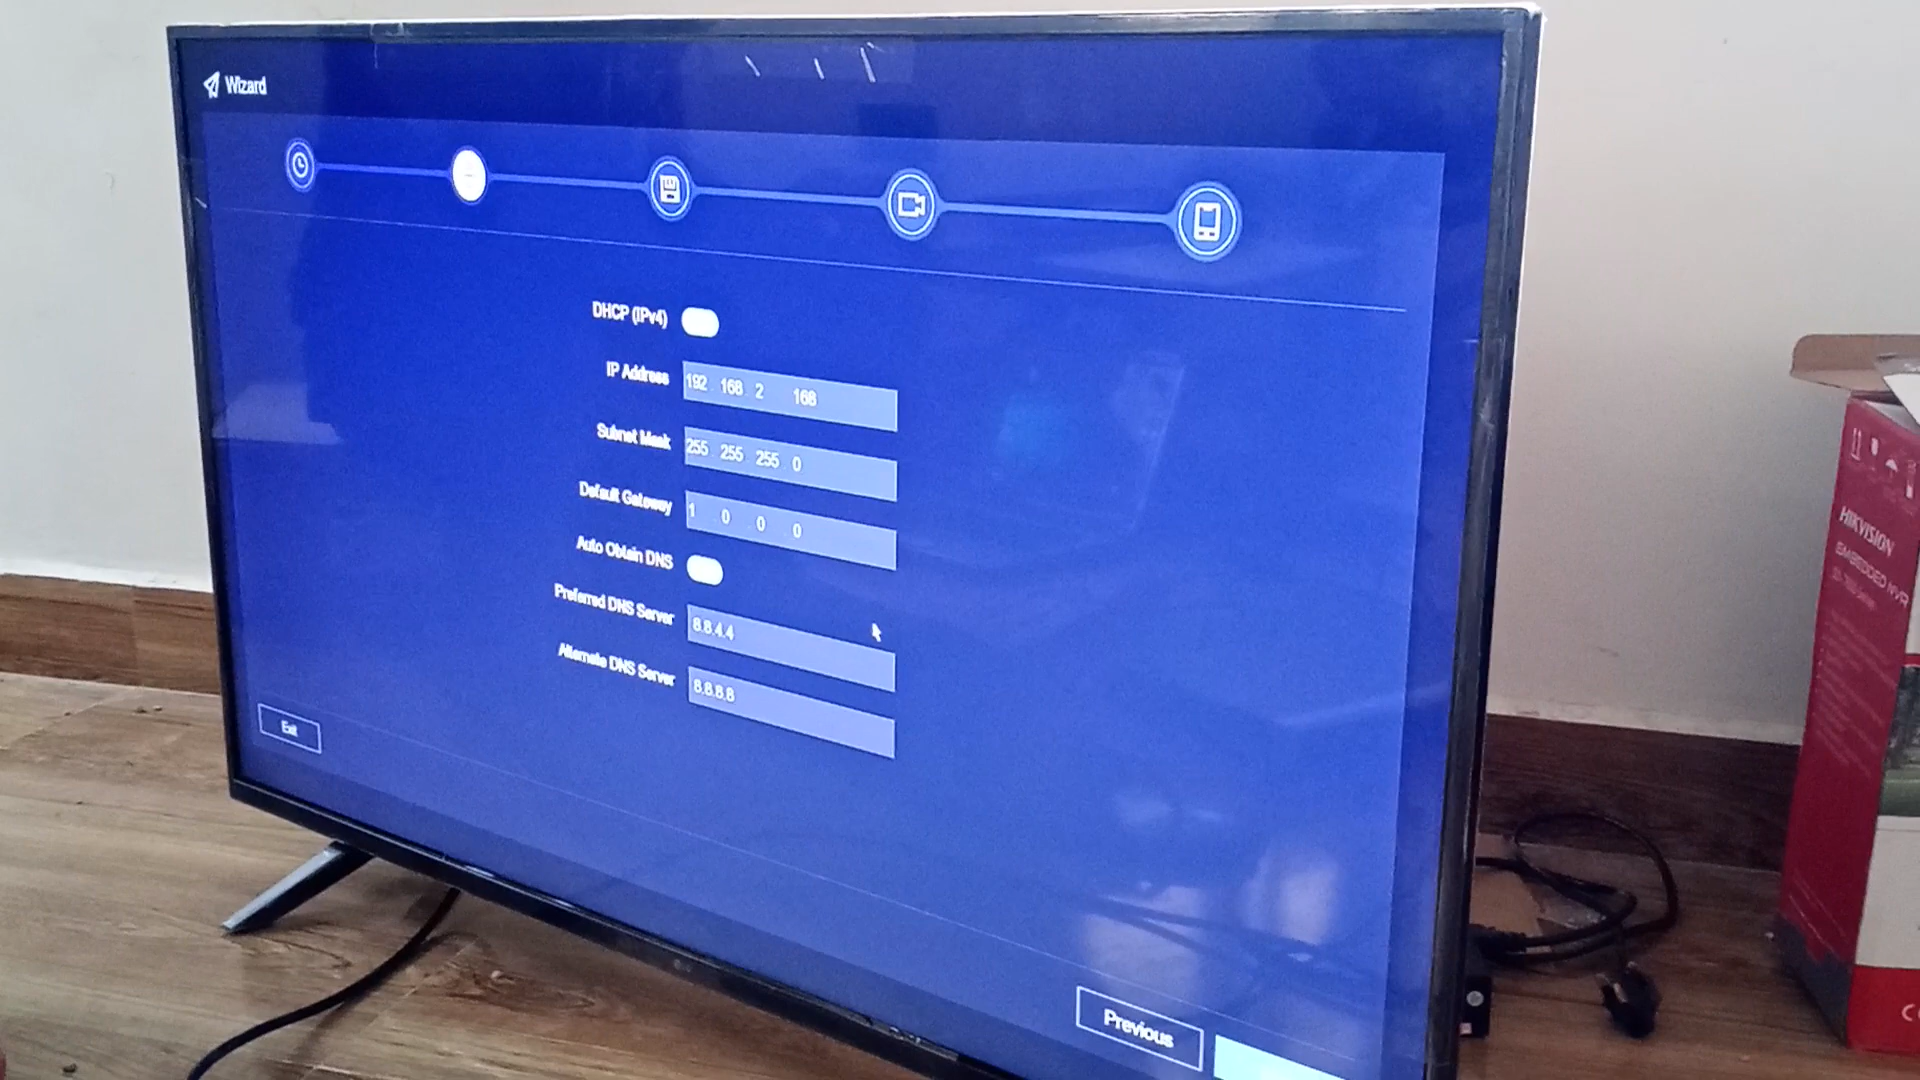 Wizard
DHCP (IPv4)
IP Address 192 . 168 . 2 168
Subnet Mask 255 255 255 0
Default Gateway 1 0 0 0
Auto Obtain DNS
Preferred DNS Server 8.8.4.4
Alternate DNS Server 8.8.8.8
Exit
Previous
HIKVISION
EMBEDDED NVR